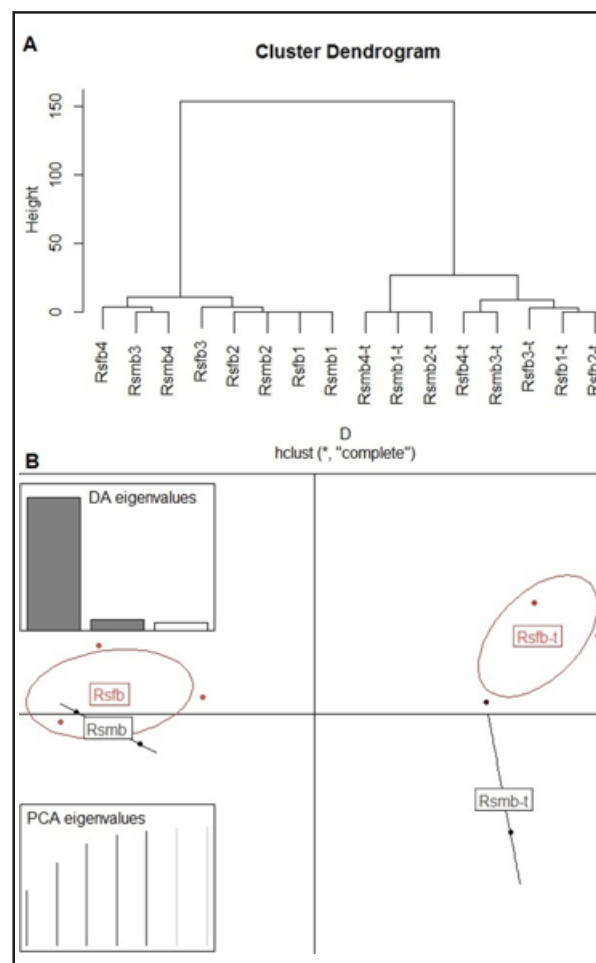 A
Cluster Dendrogram
150
100
50
0
Height
Rsfb4
Rsmb3
Rsmb4
Rsfb3
Rsfb2
Rsmb2
Rsfb1
Rsmb1
Rsmb4-t
Rsmb1-t
Rsmb2-t
Rsfb4-t
Rsmb3-t
Rsfb3-t
Rsfb1-t
Rsfb2-t
D
hclust (*, "complete")
B
DA eigenvalues
Rsfb-t
Rsfb
Rsmb
Rsmb-t
PCA eigenvalues